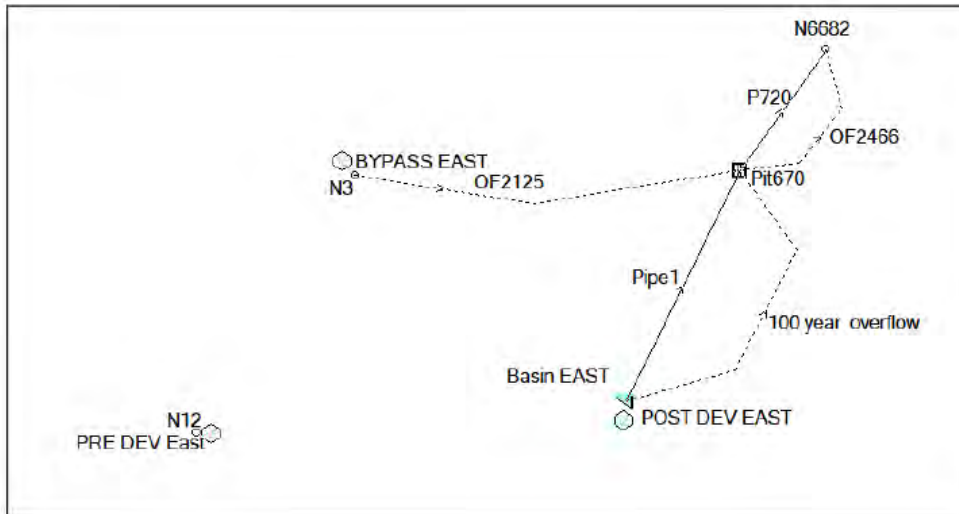 N6682
P720
OF2466
BYPASS EAST
N3
OF2125
Pit670
Pipe1
100 year overflow
Basin EAST
POST DEV EAST
N12
PRE DEV East